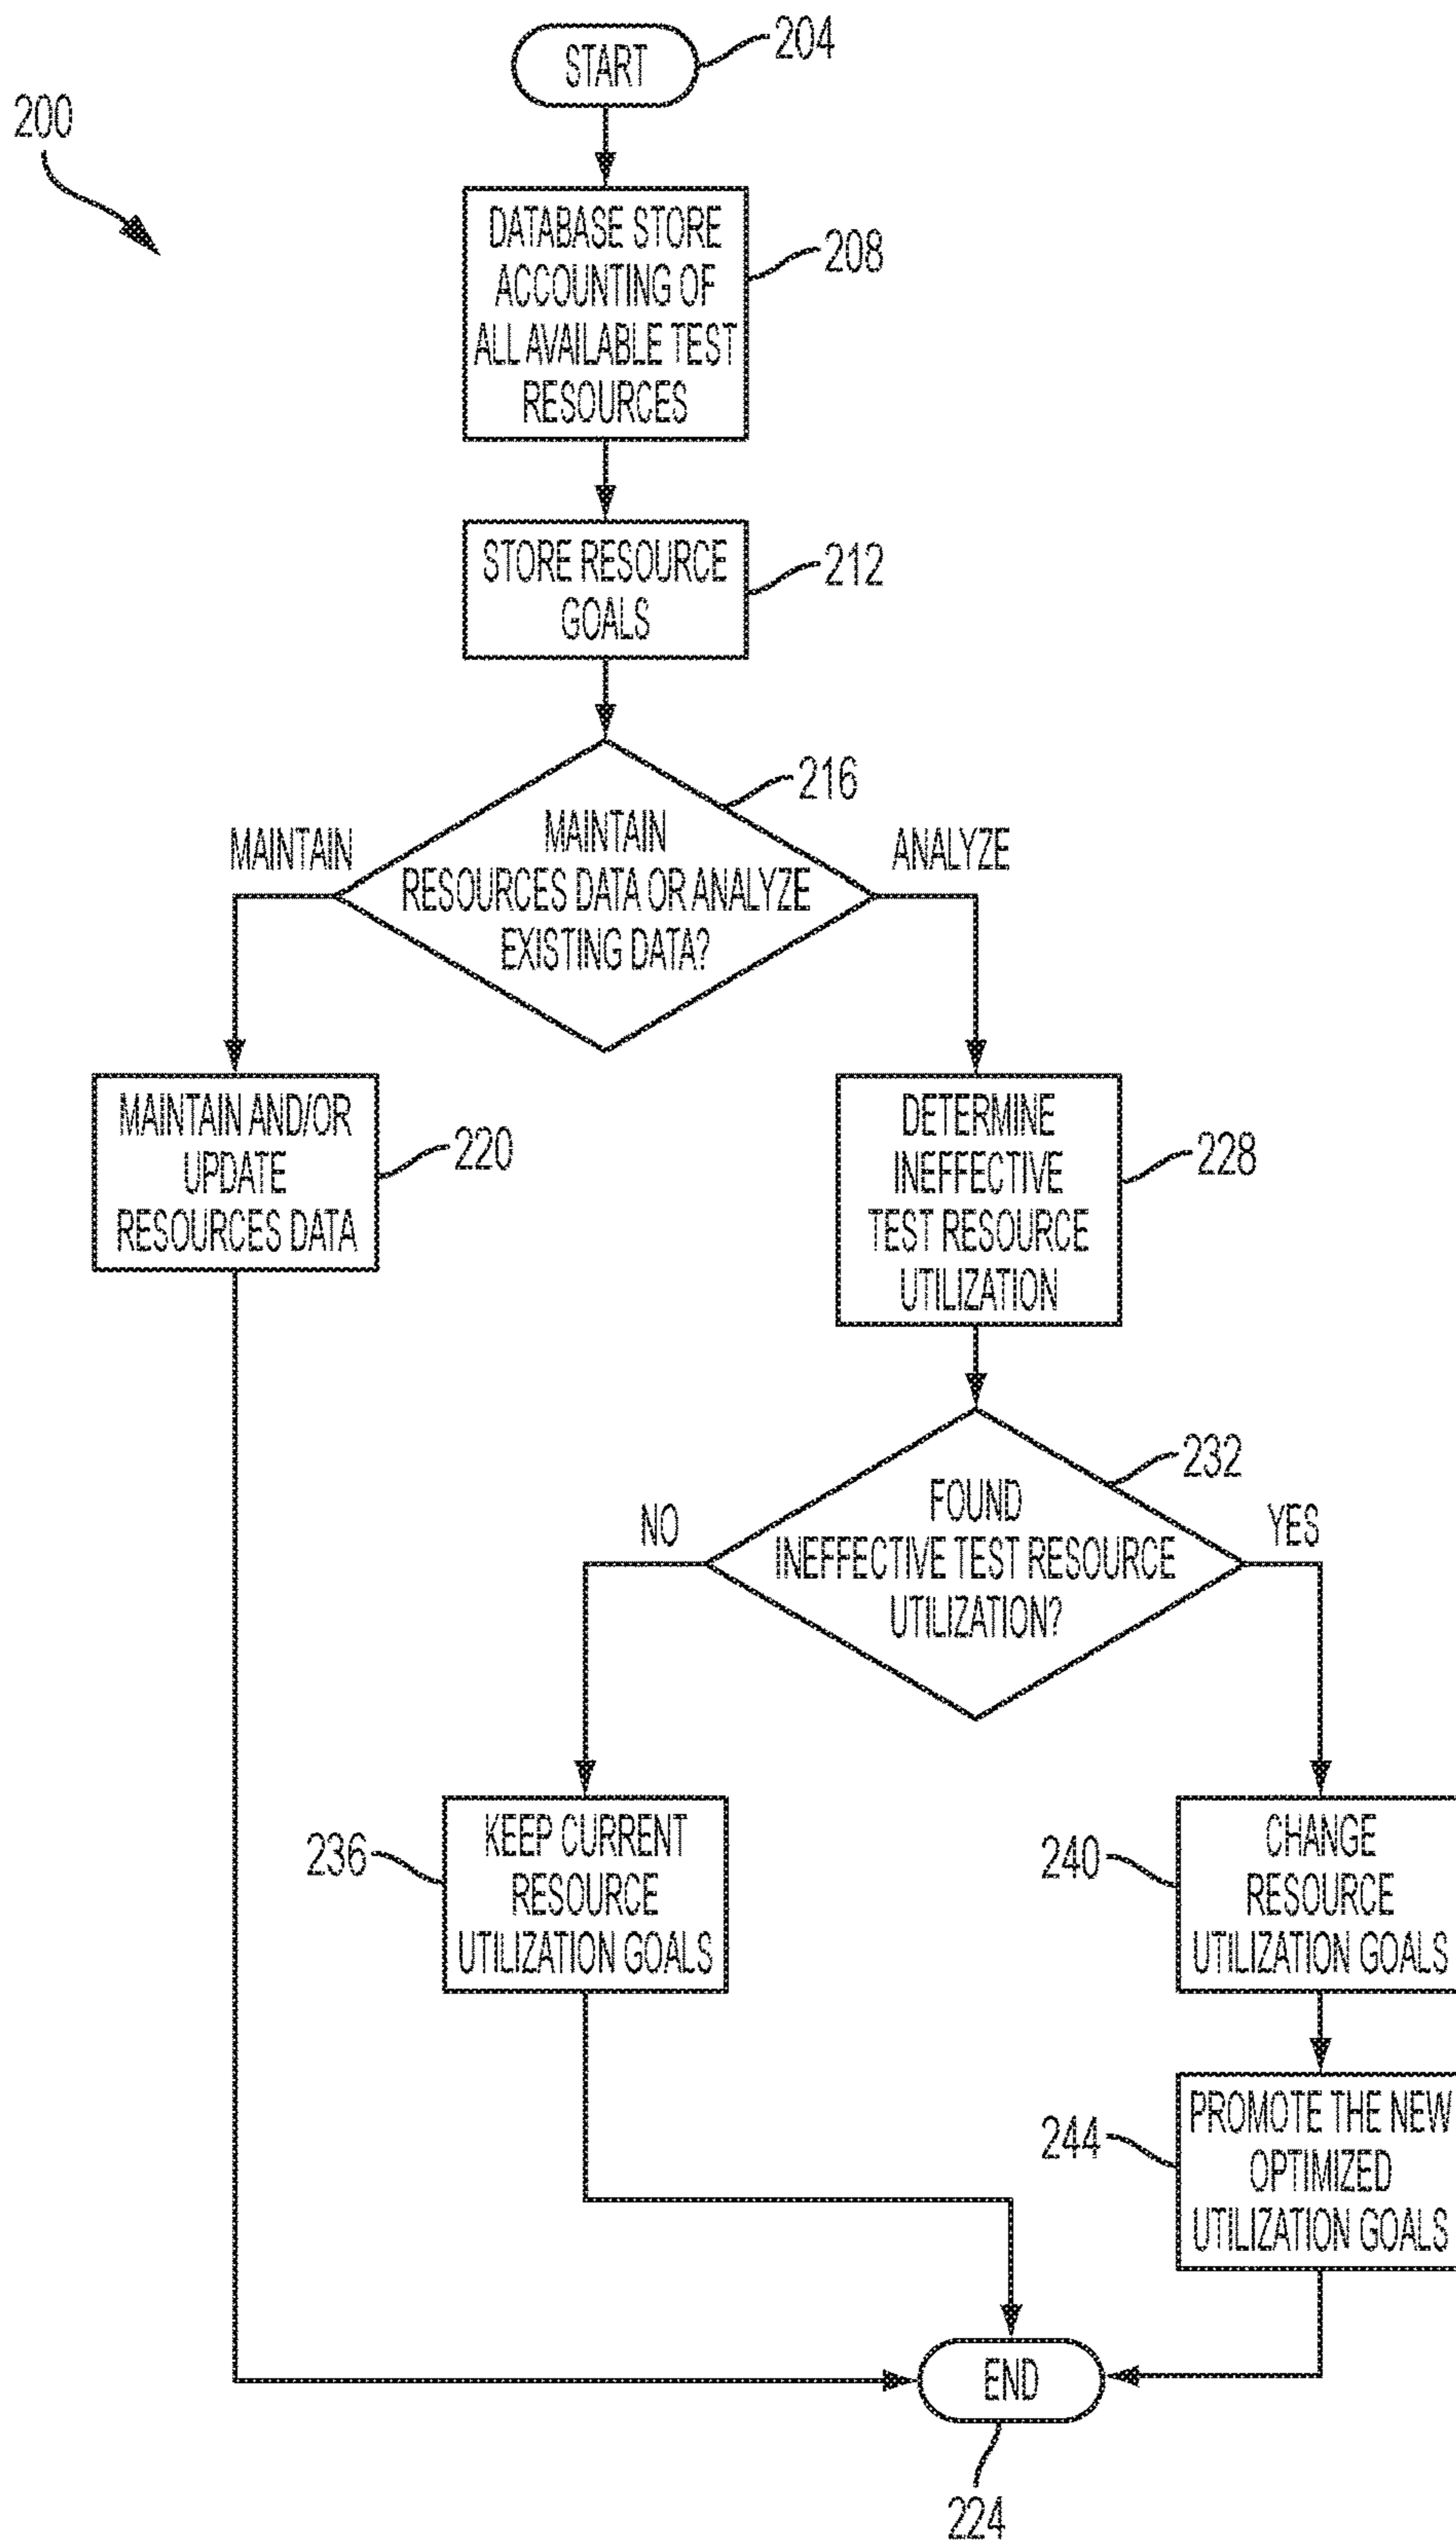 START
204
200
DATABASE STORE
ACCOUNTING OF
ALL AVAILABLE TEST
RESOURCES
208
STORE RESOURCE
GOALS
212
216
MAINTAIN
RESOURCES DATA OR ANALYZE
EXISTING DATA?
MAINTAIN
ANALYZE
MAINTAIN AND/OR
UPDATE
RESOURCES DATA
220
DETERMINE
INEFFECTIVE
TEST RESOURCE
UTILIZATION
228
232
FOUND
INEFFECTIVE TEST RESOURCE
UTILIZATION?
NO
YES
236
KEEP CURRENT
RESOURCE
UTILIZATION GOALS
240
CHANGE
RESOURCE
UTILIZATION GOALS
244
PROMOTE THE NEW
OPTIMIZED
UTILIZATION GOALS
END
224